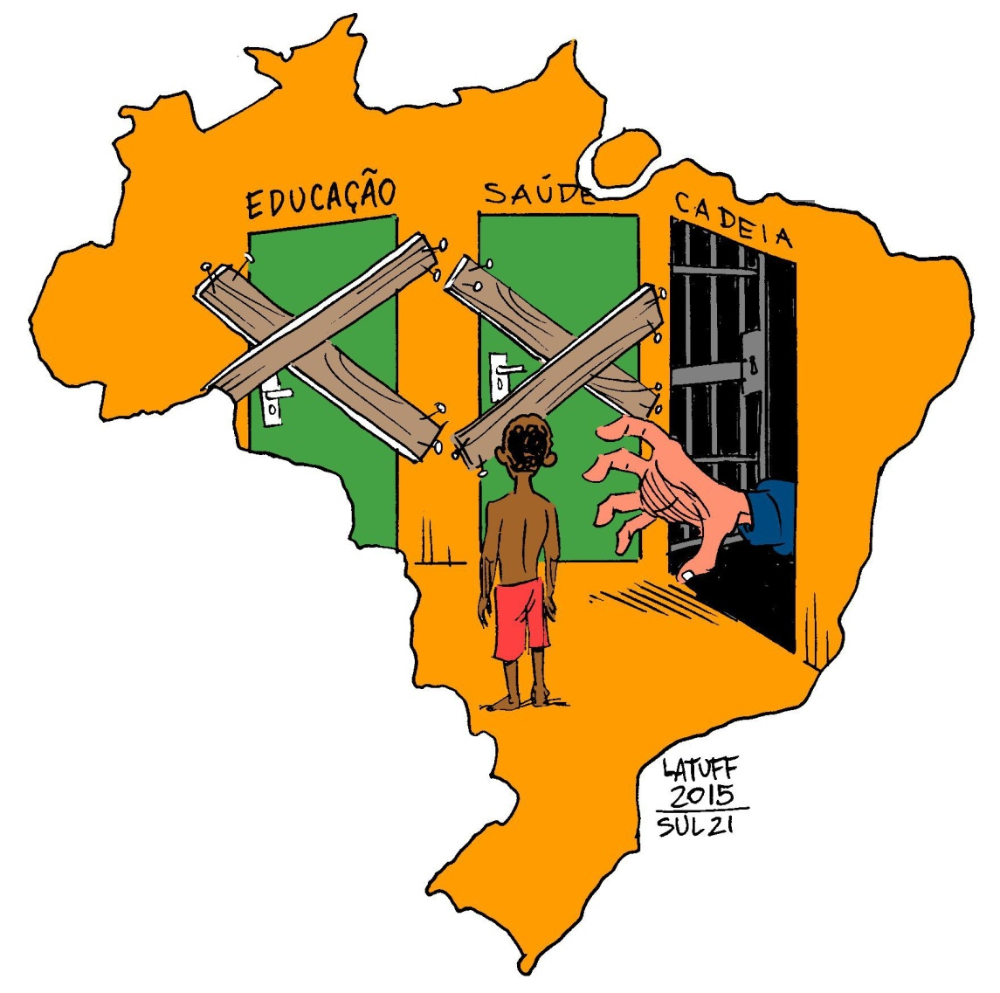 EDUCAÇÃO
SAÚDE
CADEIA
LATUFF
2015
SUL21